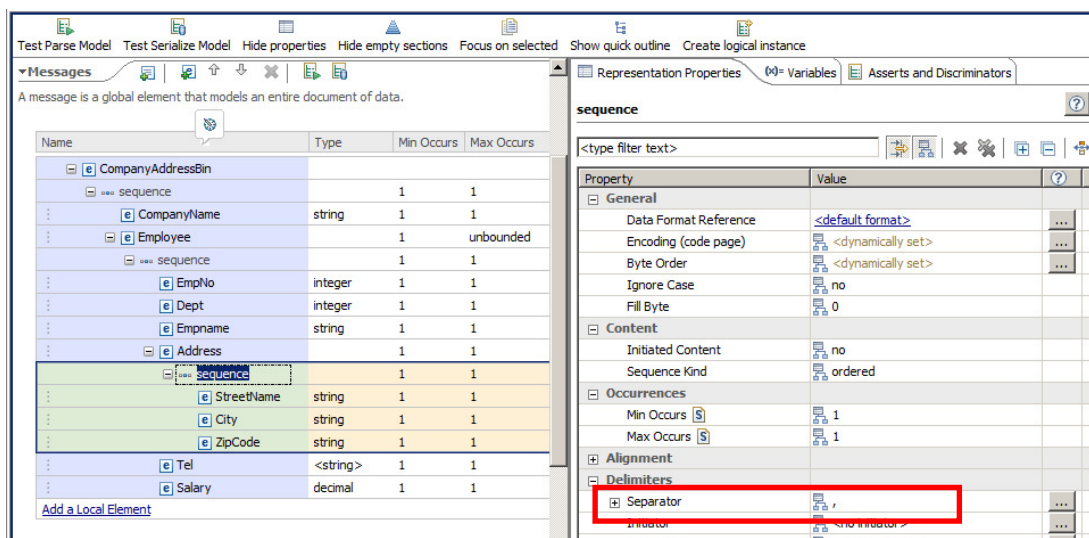 Test Parse Model Test Serialize Model Hide properties Hide empty sections Focus on selected Show quick outline Create logical instance
Messages
A message is a global element that models an entire document of data.
Name Type Min Occurs Max Occurs
CompanyAddressBin
sequence 1 1
CompanyName string 1 1
Employee 1 unbounded
sequence 1 1
EmpNo integer 1 1
Dept integer 1 1
Empname string 1 1
Address 1 1
sequence 1 1
StreetName string 1 1
City string 1 1
ZipCode string 1 1
Tel <string> 1 1
Salary decimal 1 1
Add a Local Element
Representation Properties (x)= Variables Asserts and Discriminators
sequence
<type filter text>
Property Value
General
Data Format Reference <default format> ...
Encoding (code page) <dynamically set> ...
Byte Order <dynamically set> ...
Ignore Case no
Fill Byte 0
Content
Initiated Content no
Sequence Kind ordered
Occurrences
Min Occurs S 1
Max Occurs S 1
Alignment
Delimiters
Separator , ...
Initiator <no initiator> ...